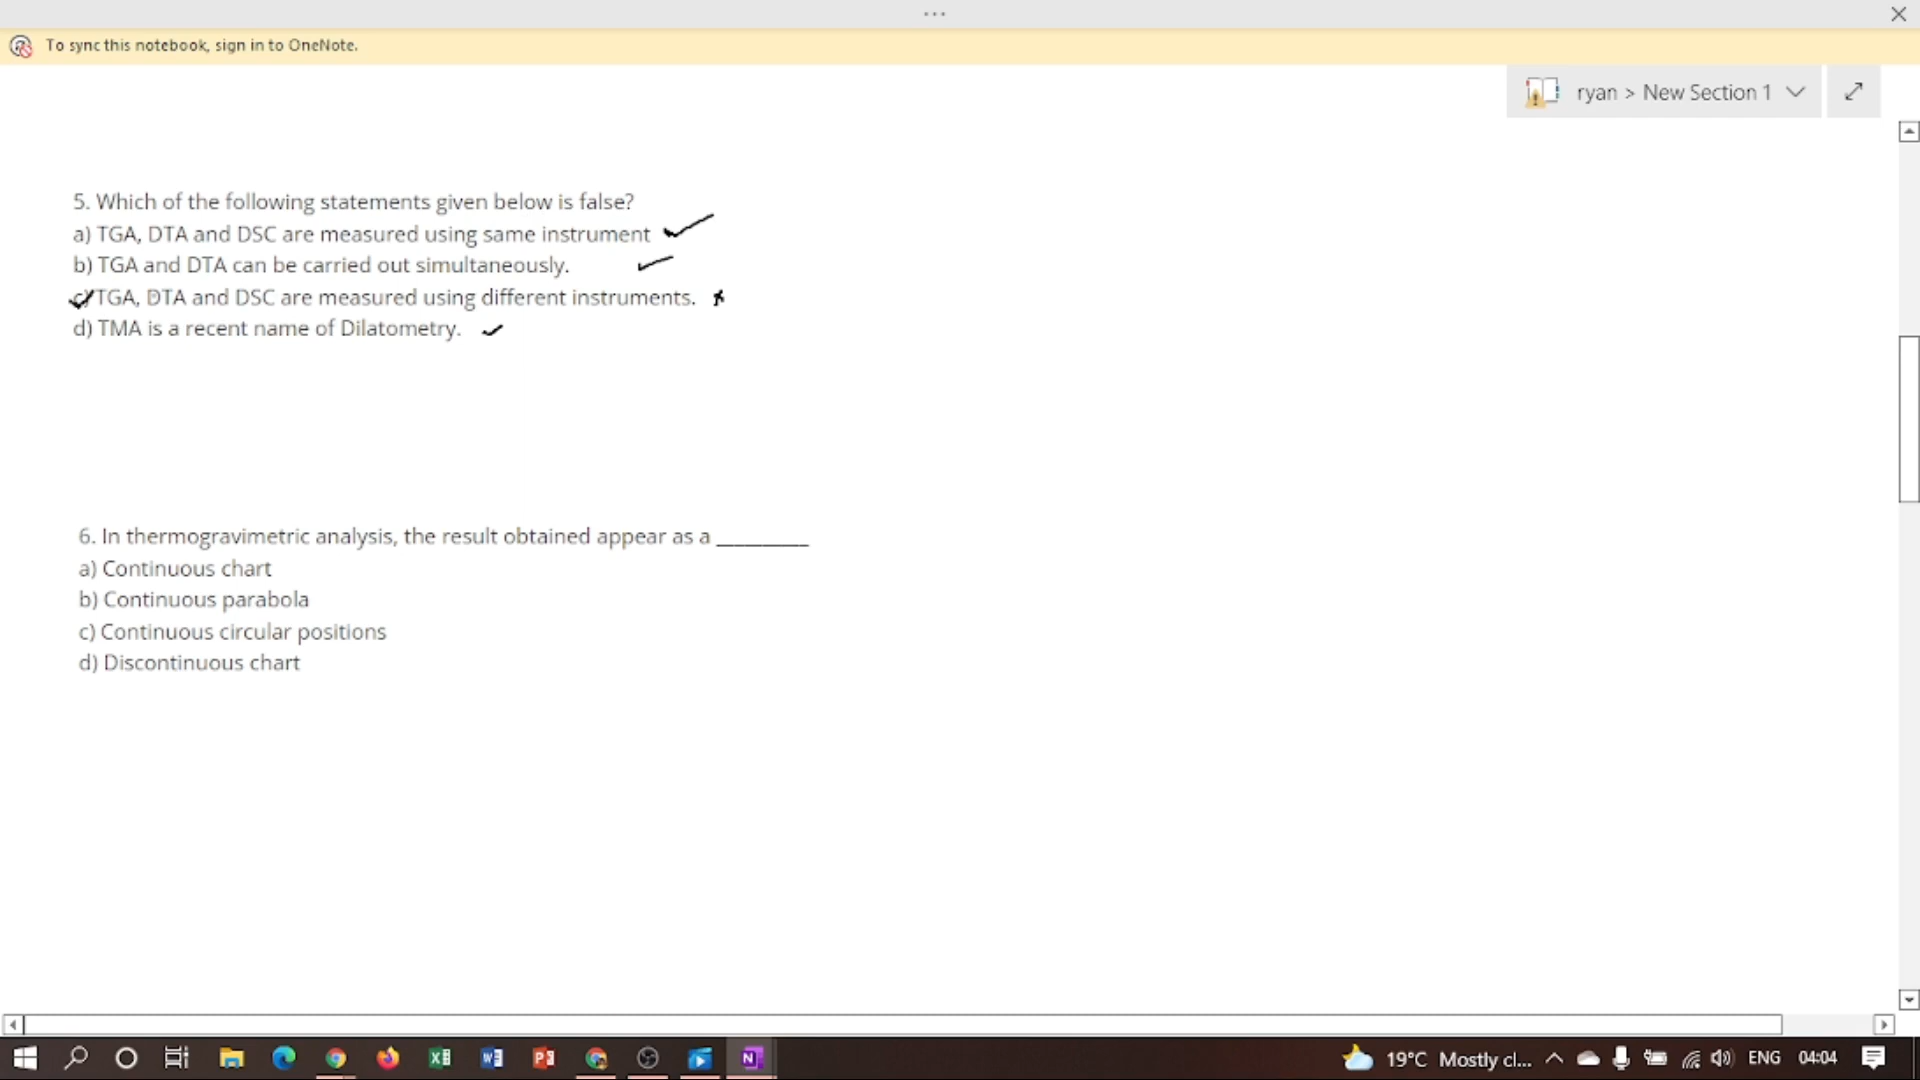 To sync this notebook, sign in to OneNote.
ryan > New Section 1
5. Which of the following statements given below is false?
a) TGA, DTA and DSC are measured using same instrument
b) TGA and DTA can be carried out simultaneously.
c) TGA, DTA and DSC are measured using different instruments.
d) TMA is a recent name of Dilatometry.
6. In thermogravimetric analysis, the result obtained appear as a __________
a) Continuous chart
b) Continuous parabola
c) Continuous circular positions
d) Discontinuous chart
19°C Mostly cl... ENG 04:04